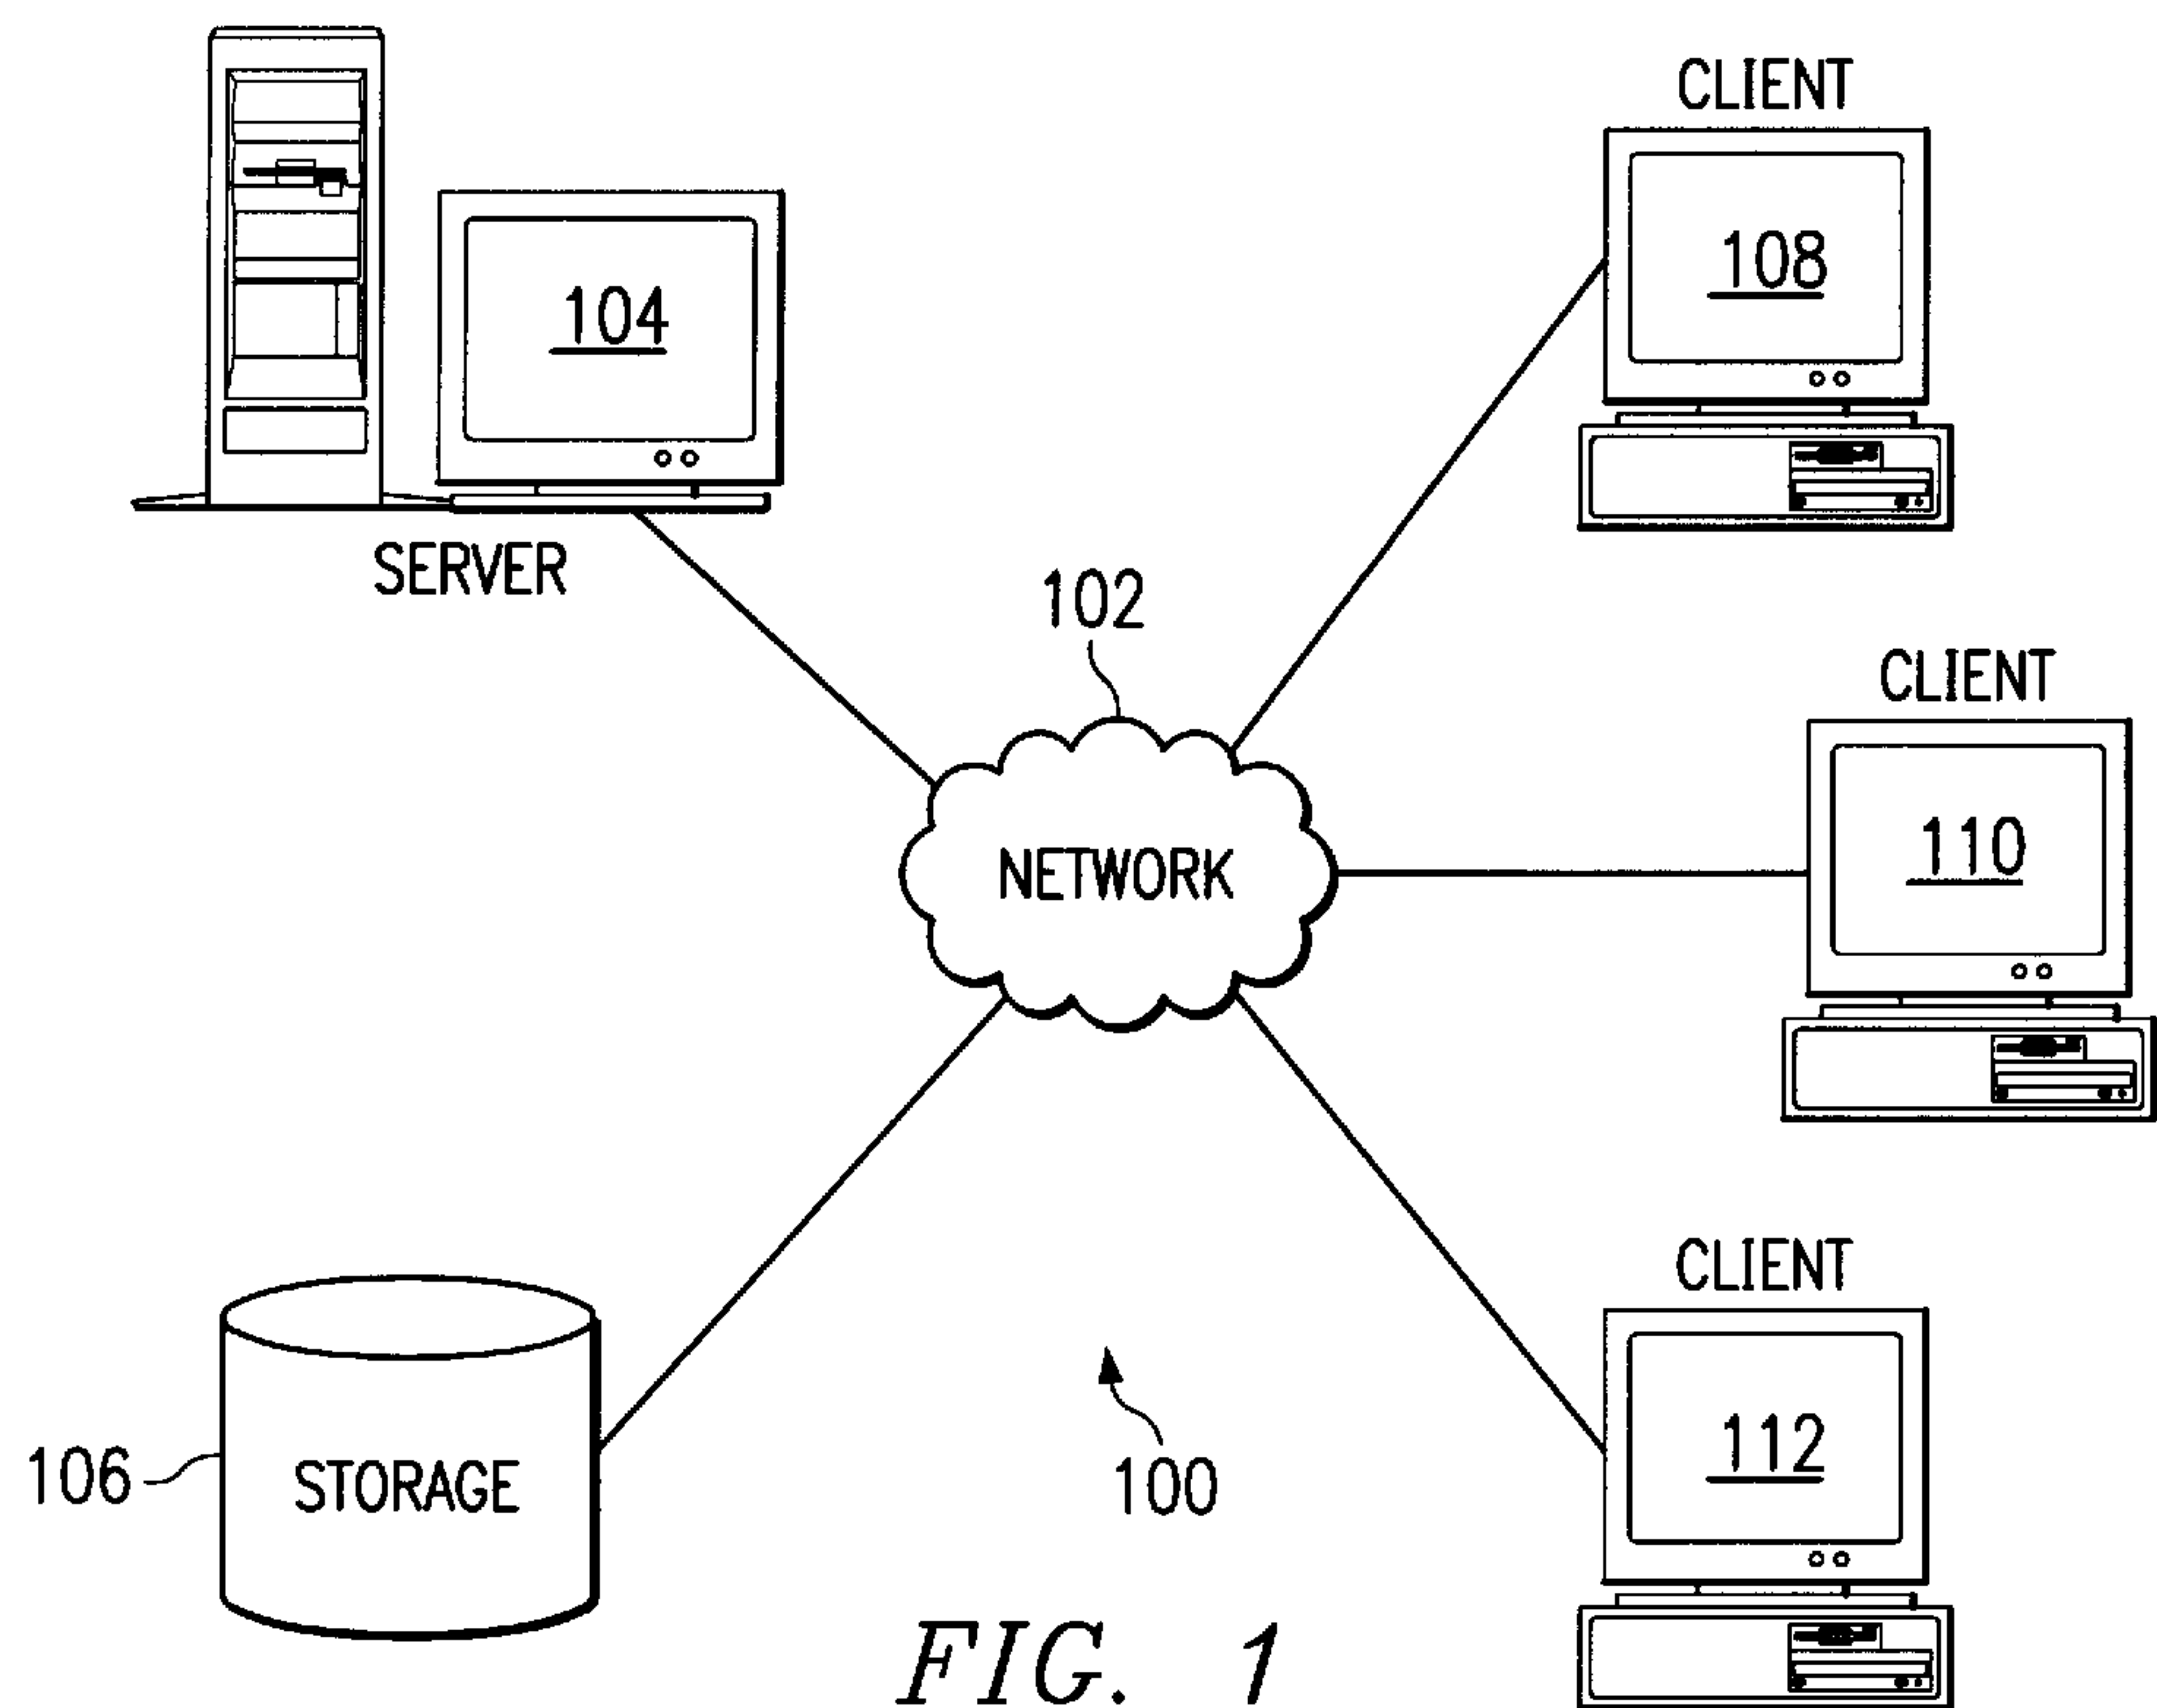 CLIENT
108
104
SERVER
102
CLIENT
NETWORK
110
CLIENT
112
106
STORAGE
100
FIG. 1